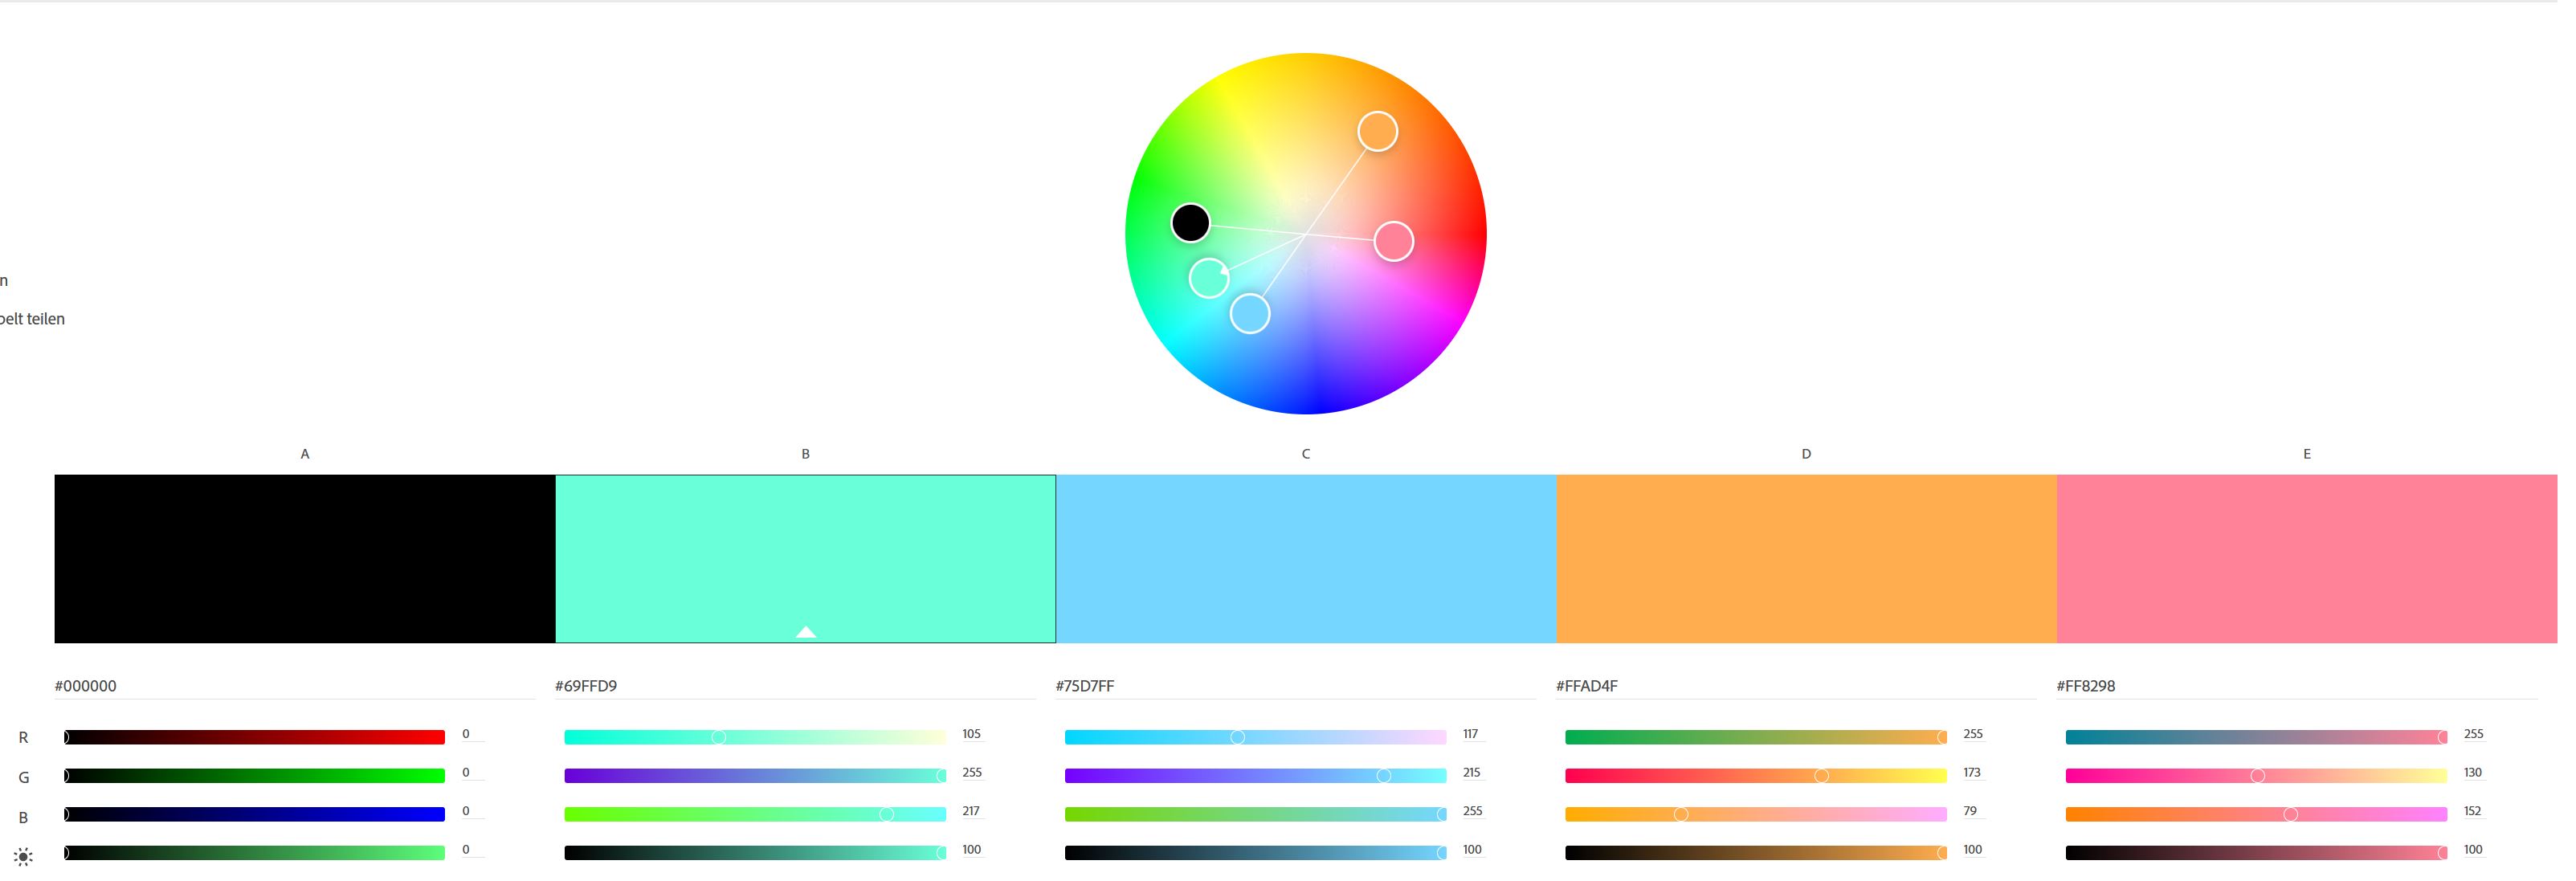 n
belt teilen
A B C D E
#000000 #69FFD9 #75D7FF #FFAD4F #FF8298
R 0 105 117 255 255
G 0 255 215 173 130
B 0 217 255 79 152
0 100 100 100 100